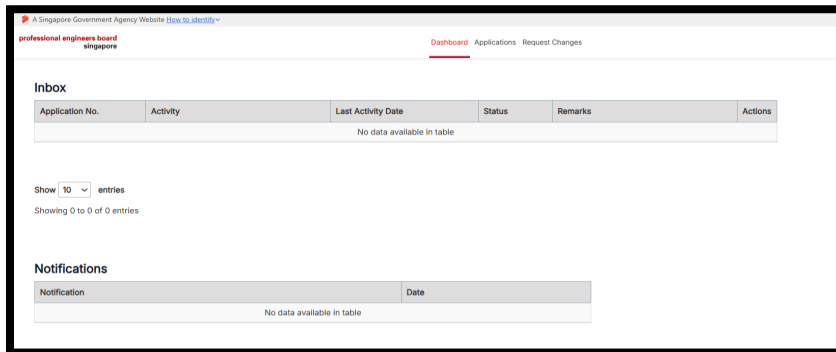 A Singapore Government Agency Website How to identify
professional engineers board
singapore
Dashboard Applications Request Changes
Inbox
Application No. Activity Last Activity Date Status Remarks Actions
No data available in table
Show 10 entries
Showing 0 to 0 of 0 entries
Notifications
Notification Date
No data available in table